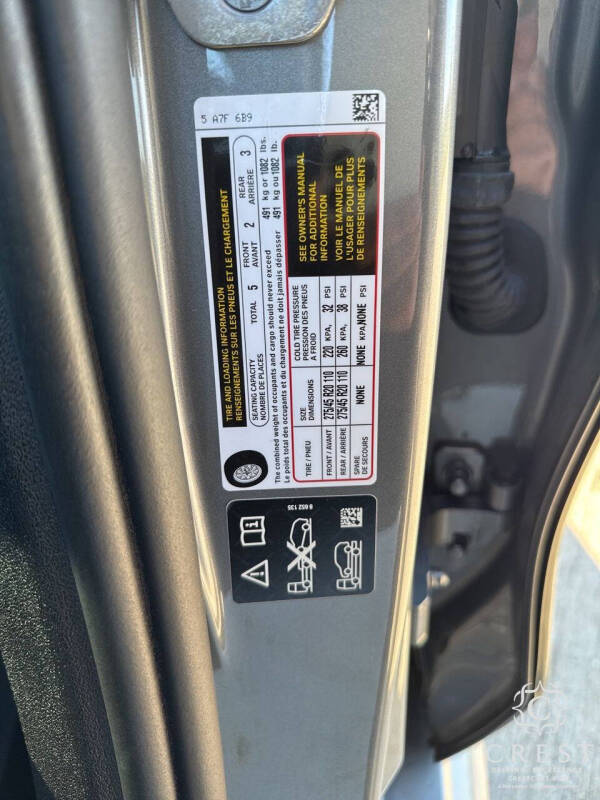 5 A7F 6B9
TIRE AND LOADING INFORMATION
RENSEIGNEMENTS SUR LES PNEUS ET LE CHARGEMENT
SEATING CAPACITY
NOMBRE DE PLACES
TOTAL 5
FRONT
AVANT 2
REAR
ARRIÈRE 3
The combined weight of occupants and cargo should never exceed 491 kg or 1082 lbs.
Le poids total des occupants et du chargement ne doit jamais dépasser 491 kg ou 1082 lb.
TIRE / PNEU
SIZE
DIMENSIONS
COLD TIRE PRESSURE
PRESSION DES PNEUS
A FROID
FRONT / AVANT 275/45 R20 110 220 KPA, 32 PSI
REAR / ARRIÈRE 275/45 R20 110 260 KPA, 38 PSI
SPARE
DE SECOURS
NONE NONE KPA, NONE PSI
SEE OWNER'S MANUAL
FOR ADDITIONAL
INFORMATION
VOIR LE MANUEL DE
L'USAGER POUR PLUS
DE RENSEIGNEMENTS
8 652 135
CREST